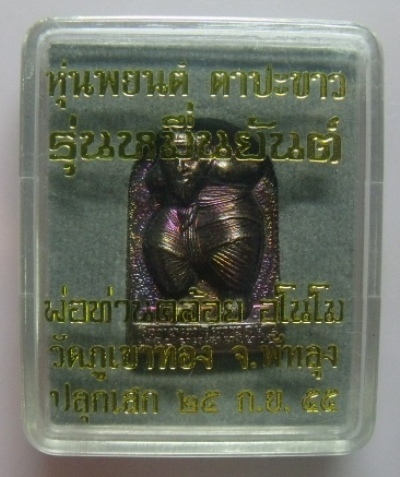 หุ่นพยนต์ ตาปะขาว
รุ่นหมื่นยันต์
พ่อท่านคล้อย อโนโม
วัดภูเขาทอง จ.พัทลุง
ปลุกเสก ๒๕ ก.ย. ๕๕